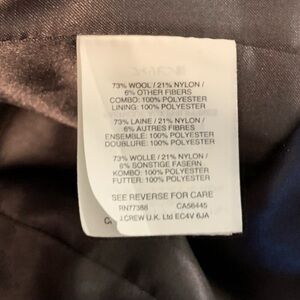 73% WOOL / 21% NYLON /
6% OTHER FIBERS
COMBO: 100% POLYESTER
LINING: 100% POLYESTER
73% LAINE / 21% NYLON /
6% AUTRES FIBRES
ENSEMBLE: 100% POLYESTER
DOUBLURE: 100% POLYESTER
73% WOLLE / 21% NYLON /
6% SONSTIGE FASERN
KOMBO: 100% POLYESTER
FUTTER: 100% POLYESTER
SEE REVERSE FOR CARE
RN77388 CA56445
J.CREW U.K. Ltd EC4V 6JA